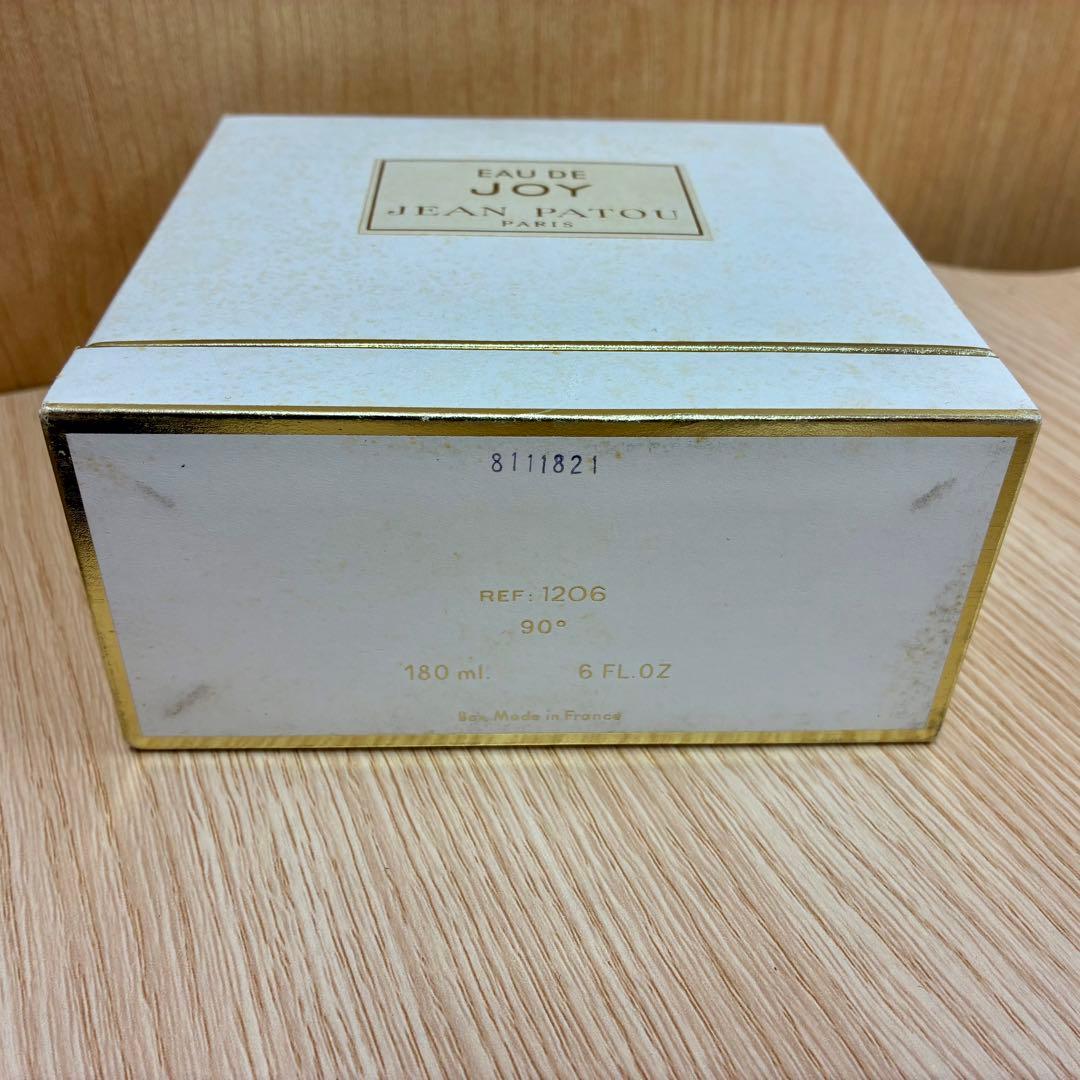 EAU DE
JOY
JEAN PATOU
PARIS
8111821
REF: 1206
90°
180 ml. 6 FL.OZ
Box Made in France